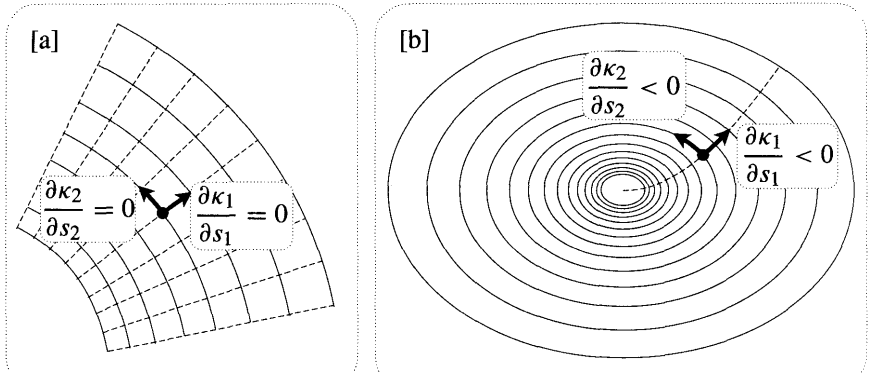 [a]
∂κ₂/∂s₂ = 0
∂κ₁/∂s₁ = 0
[b]
∂κ₂/∂s₂ < 0
∂κ₁/∂s₁ < 0